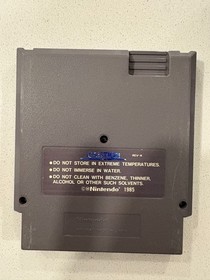 • DO NOT STORE IN EXTREME TEMPERATURES.
• DO NOT IMMERSE IN WATER.
• DO NOT CLEAN WITH BENZENE, THINNER,
ALCOHOL OR OTHER SUCH SOLVENTS.
©®Nintendo® 1985